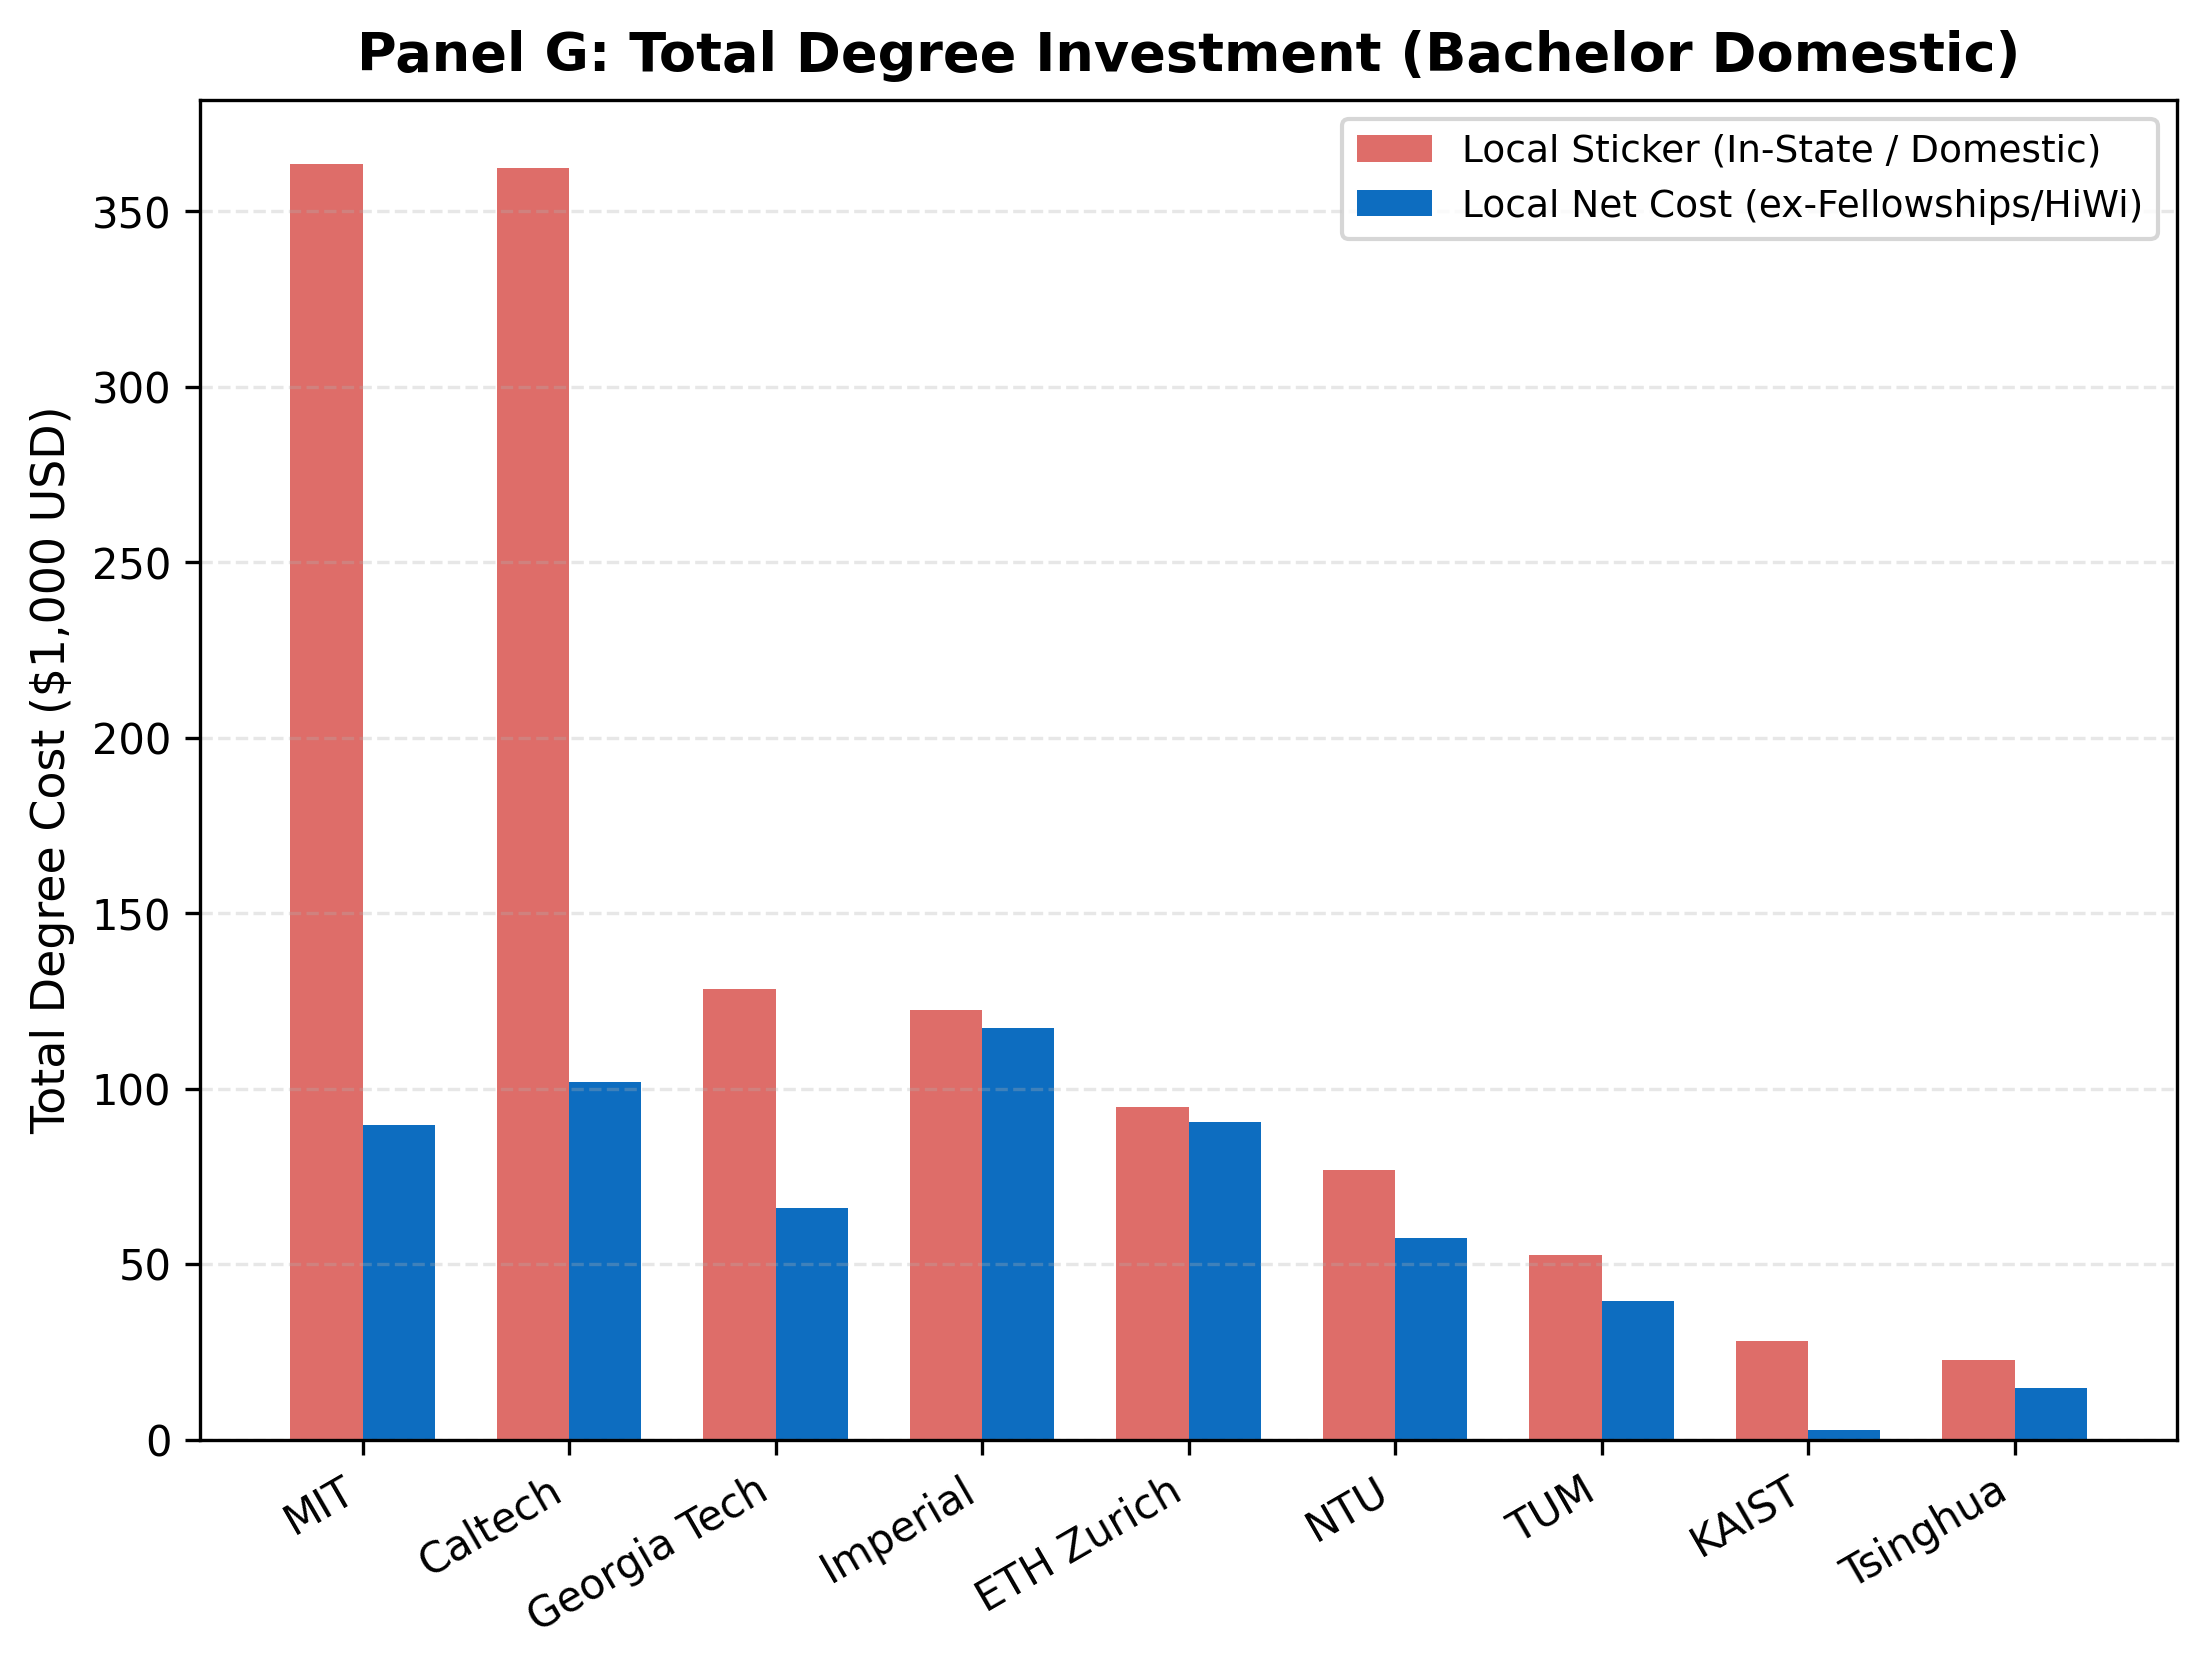 Panel G: Total Degree Investment (Bachelor Domestic)
Local Sticker (In-State / Domestic)
Local Net Cost (ex-Fellowships/HiWi)
Total Degree Cost ($1,000 USD)
350
300
250
200
150
100
50
0
MIT
Caltech
Georgia Tech
Imperial
ETH Zurich
NTU
TUM
KAIST
Tsinghua